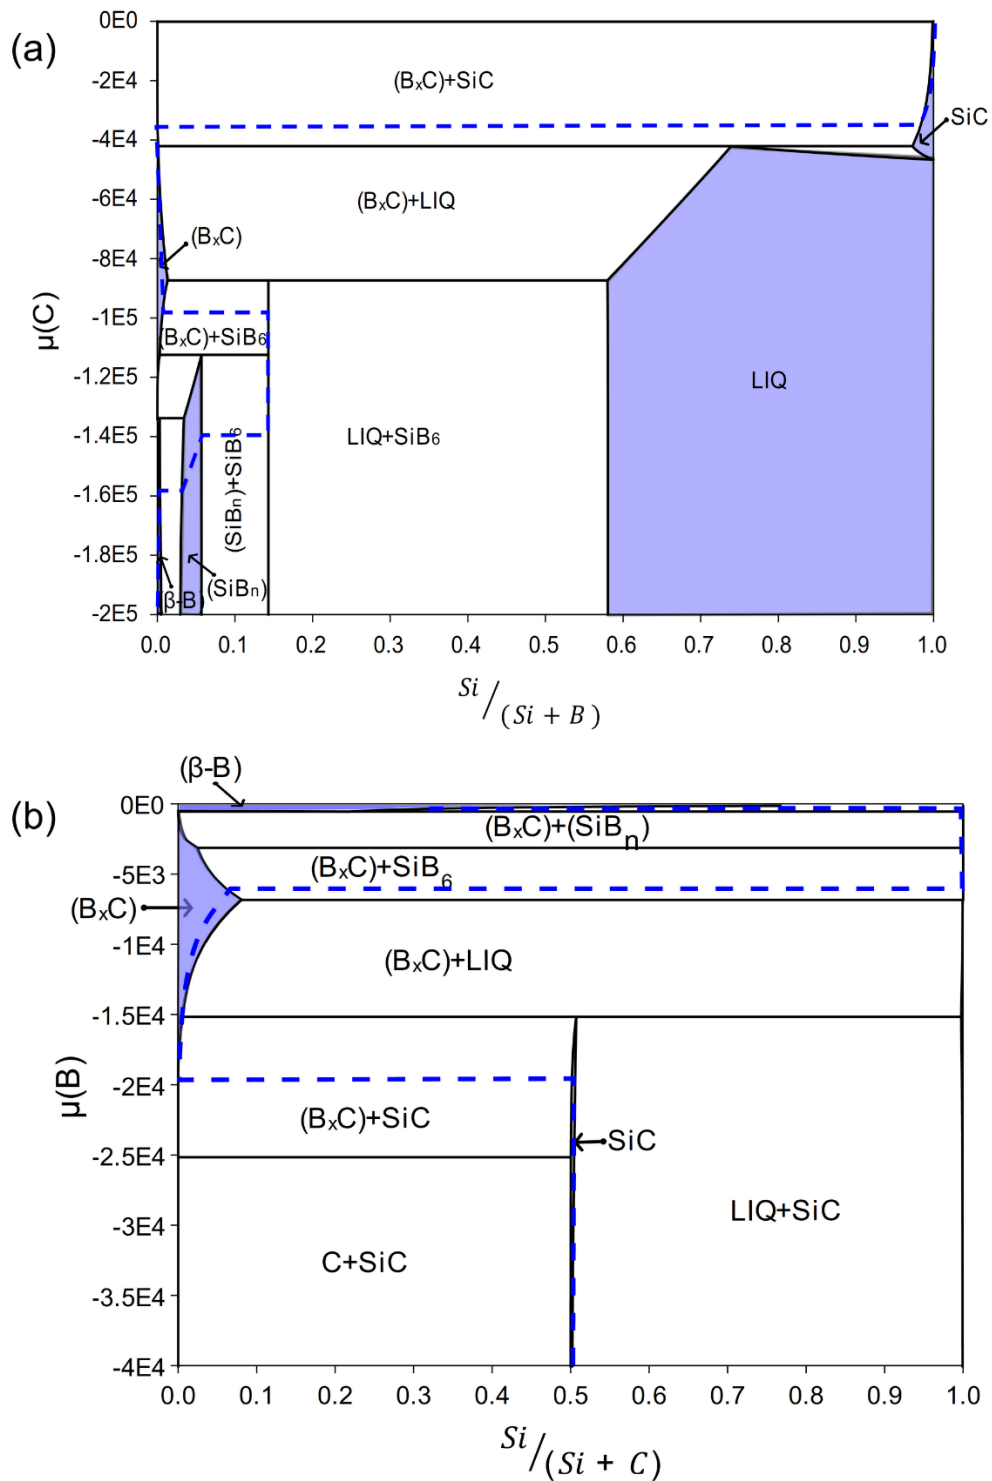 (a)
0E0
-2E4
-4E4
-6E4
-8E4
-1E5
-1.2E5
-1.4E5
-1.6E5
-1.8E5
-2E5
μ(C)
(BₓC)+SiC
SiC
(BₓC)+LIQ
(BₓC)
(BₓC)+SiB₆
LIQ
LIQ+SiB₆
(SiBₙ)+SiB₆
(SiBₙ)
(β-B)
0.0 0.1 0.2 0.3 0.4 0.5 0.6 0.7 0.8 0.9 1.0
Si/(Si + B)
(β-B)
(b)
0E0
-5E3
-1E4
-1.5E4
-2E4
-2.5E4
-3E4
-3.5E4
-4E4
μ(B)
(BₓC)+(SiBₙ)
(BₓC)+SiB₆
(BₓC)
(BₓC)+LIQ
(BₓC)+SiC
SiC
LIQ+SiC
C+SiC
0.0 0.1 0.2 0.3 0.4 0.5 0.6 0.7 0.8 0.9 1.0
Si/(Si + C)